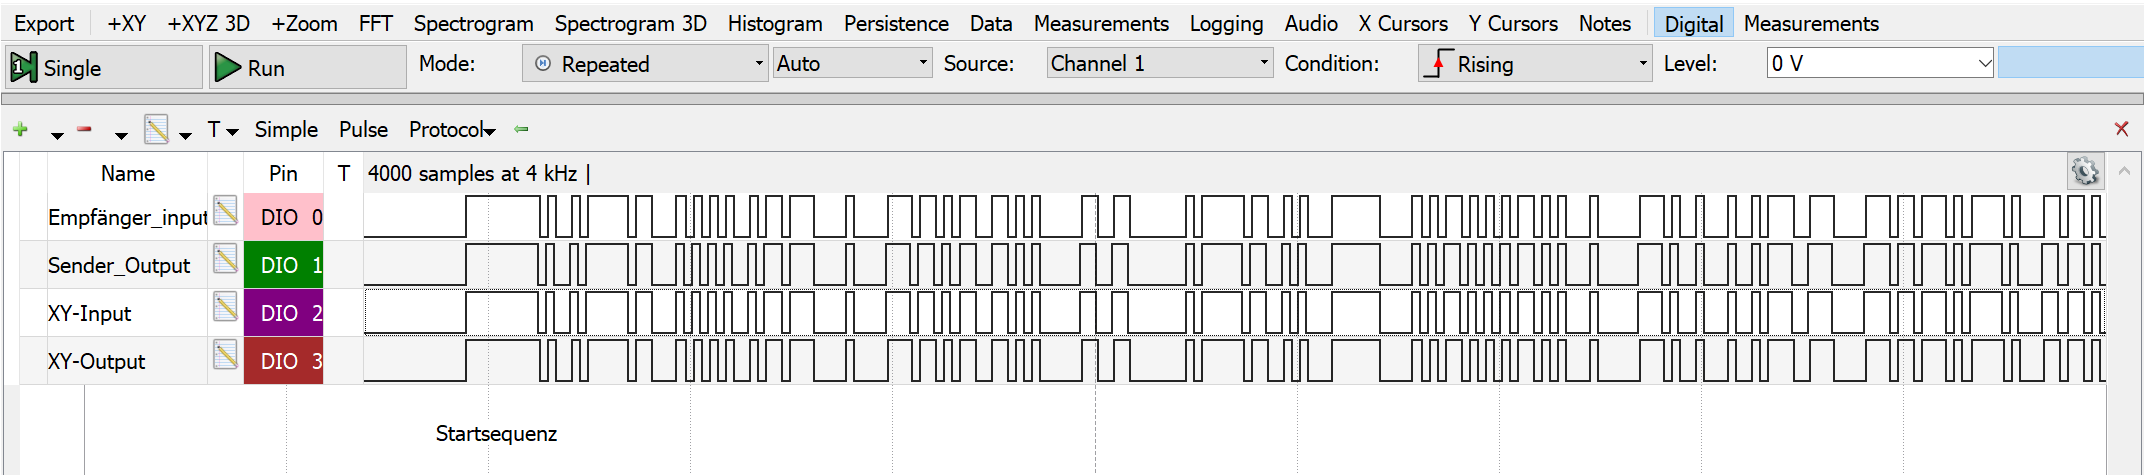 Export +XY +XYZ 3D +Zoom FFT Spectrogram Spectrogram 3D Histogram Persistence Data Measurements Logging Audio X Cursors Y Cursors Notes Digital Measurements
1 Single Run Mode: Repeated Auto Source: Channel 1 Condition: Rising Level: 0 V
T Simple Pulse Protocol
Name Pin T 4000 samples at 4 kHz |
Empfänger_input DIO 0
Sender_Output DIO 1
XY-Input DIO 2
XY-Output DIO 3
Startsequenz